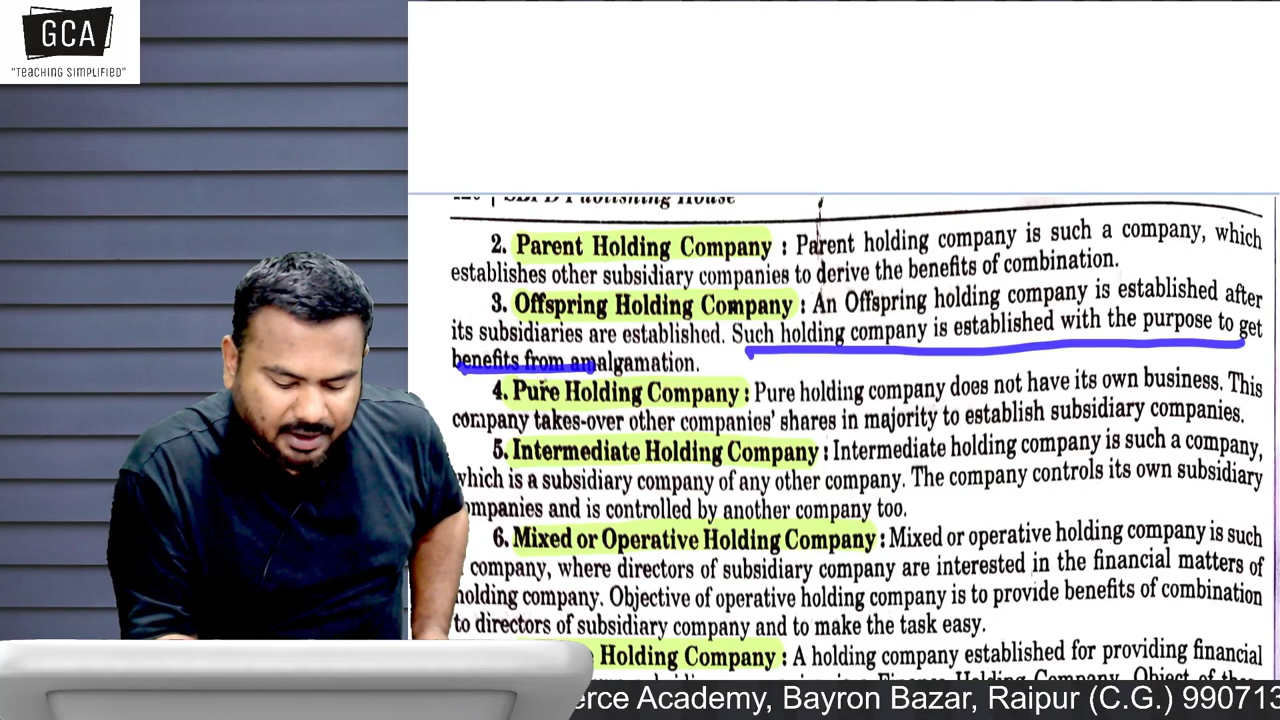 GCA
"Teaching Simplified"
Publishing House
2. Parent Holding Company : Parent holding company is such a company, which
establishes other subsidiary companies to derive the benefits of combination.
3. Offspring Holding Company : An Offspring holding company is established after
its subsidiaries are established. Such holding company is established with the purpose to get
benefits from amalgamation.
4. Pure Holding Company : Pure holding company does not have its own business. This
company takes-over other companies' shares in majority to establish subsidiary companies.
5. Intermediate Holding Company : Intermediate holding company is such a company,
which is a subsidiary company of any other company. The company controls its own subsidiary
ompanies and is controlled by another company too.
6. Mixed or Operative Holding Company : Mixed or operative holding company is such
company, where directors of subsidiary company are interested in the financial matters of
holding company. Objective of operative holding company is to provide benefits of combination
to directors of subsidiary company and to make the task easy.
Holding Company : A holding company established for providing financial
Finance Holding Company. Object of
erce Academy, Bayron Bazar, Raipur (C.G.) 990713